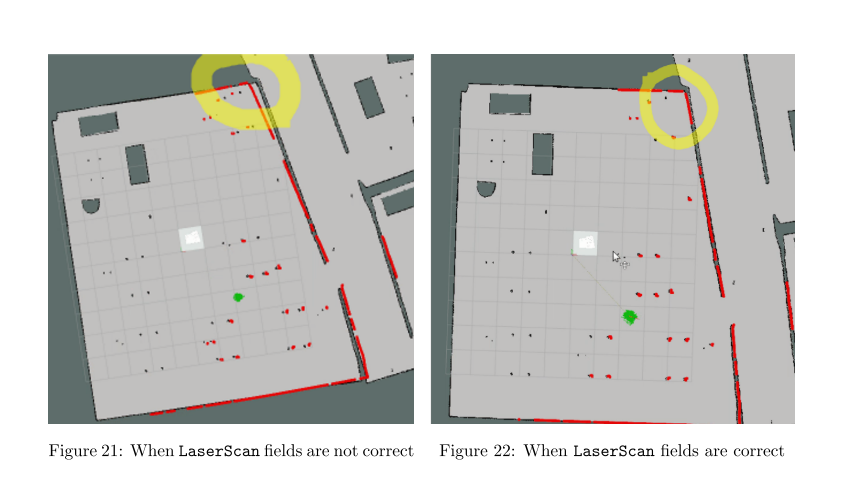 Figure 21: When LaserScan fields are not correct
Figure 22: When LaserScan fields are correct